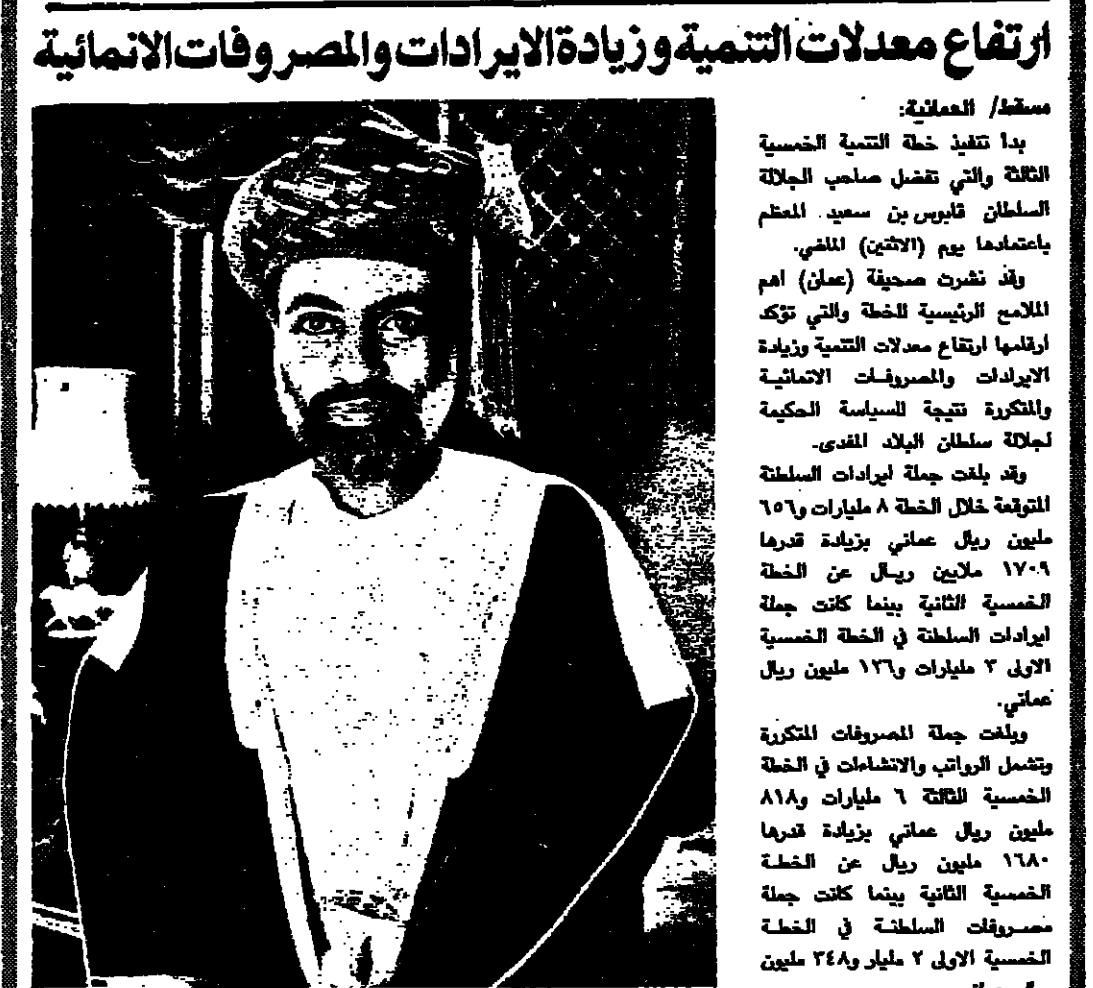 ارتفاع معدلات التنمية وزيادة الايرادات والمصروفات الانمائية
مسقط/ العمانية:
بدأ تنفيذ خطة التنمية الخمسية
الثالثة والتي تفضل صاحب الجلالة
السلطان قابوس بن سعيد المعظم
باعتمادها يوم (الاثنين) الماضي.
وقد نشرت صحيفة (عمان) اهم
الملامح الرئيسية للخطة والتي تؤكد
ارقامها ارتفاع معدلات التنمية وزيادة
الايرادات والمصروفات الانمائية
والمتكررة نتيجة للسياسة الحكيمة
لجلالة سلطان البلاد المفدى.
وقد بلغت جملة ايرادات السلطنة
المتوقعة خلال الخطة ٨ مليارات و٦٥٦
مليون ريال عماني بزيادة قدرها
١٧٠٩ ملايين ريال عن الخطة
الخمسية الثانية بينما كانت جملة
ايرادات السلطنة في الخطة الخمسية
الاولى ٣ مليارات و١٢٦ مليون ريال
عماني.
وبلغت جملة المصروفات المتكررة
وتشمل الرواتب والانشاءات في الخطة
الخمسية الثالثة ٦ مليارات و٨١٨
مليون ريال عماني بزيادة قدرها
١٦٨٠ مليون ريال عن الخطة
الخمسية الثانية بينما كانت جملة
مصروفات السلطنة في الخطة
الخمسية الاولى ٢ مليار و٣٤٨ مليون